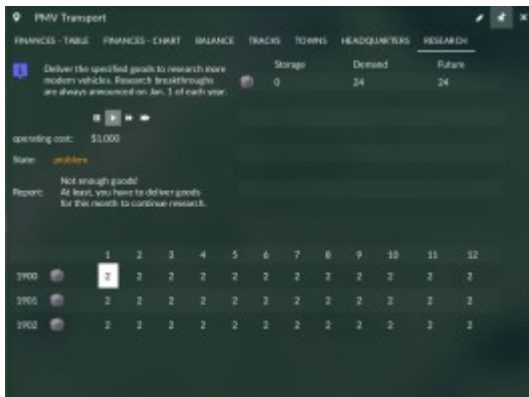 PMV Transport
FINANCES - TABLE FINANCES - CHART BALANCE TRACKS TOWNS HEADQUARTERS RESEARCH
Deliver the specified goods to research more
modern vehicles. Research breakthroughs
are always announced on Jan. 1 of each year.
Storage Demand Future
0 24 24
operating cost: $1,000
State: problem
Report: Not enough goods!
At least, you have to deliver goods
for this month to continue research.
1 2 3 4 5 6 7 8 9 10 11 12
1900 2 2 2 2 2 2 2 2 2 2 2 2
1901 2 2 2 2 2 2 2 2 2 2 2 2
1902 2 2 2 2 2 2 2 2 2 2 2 2